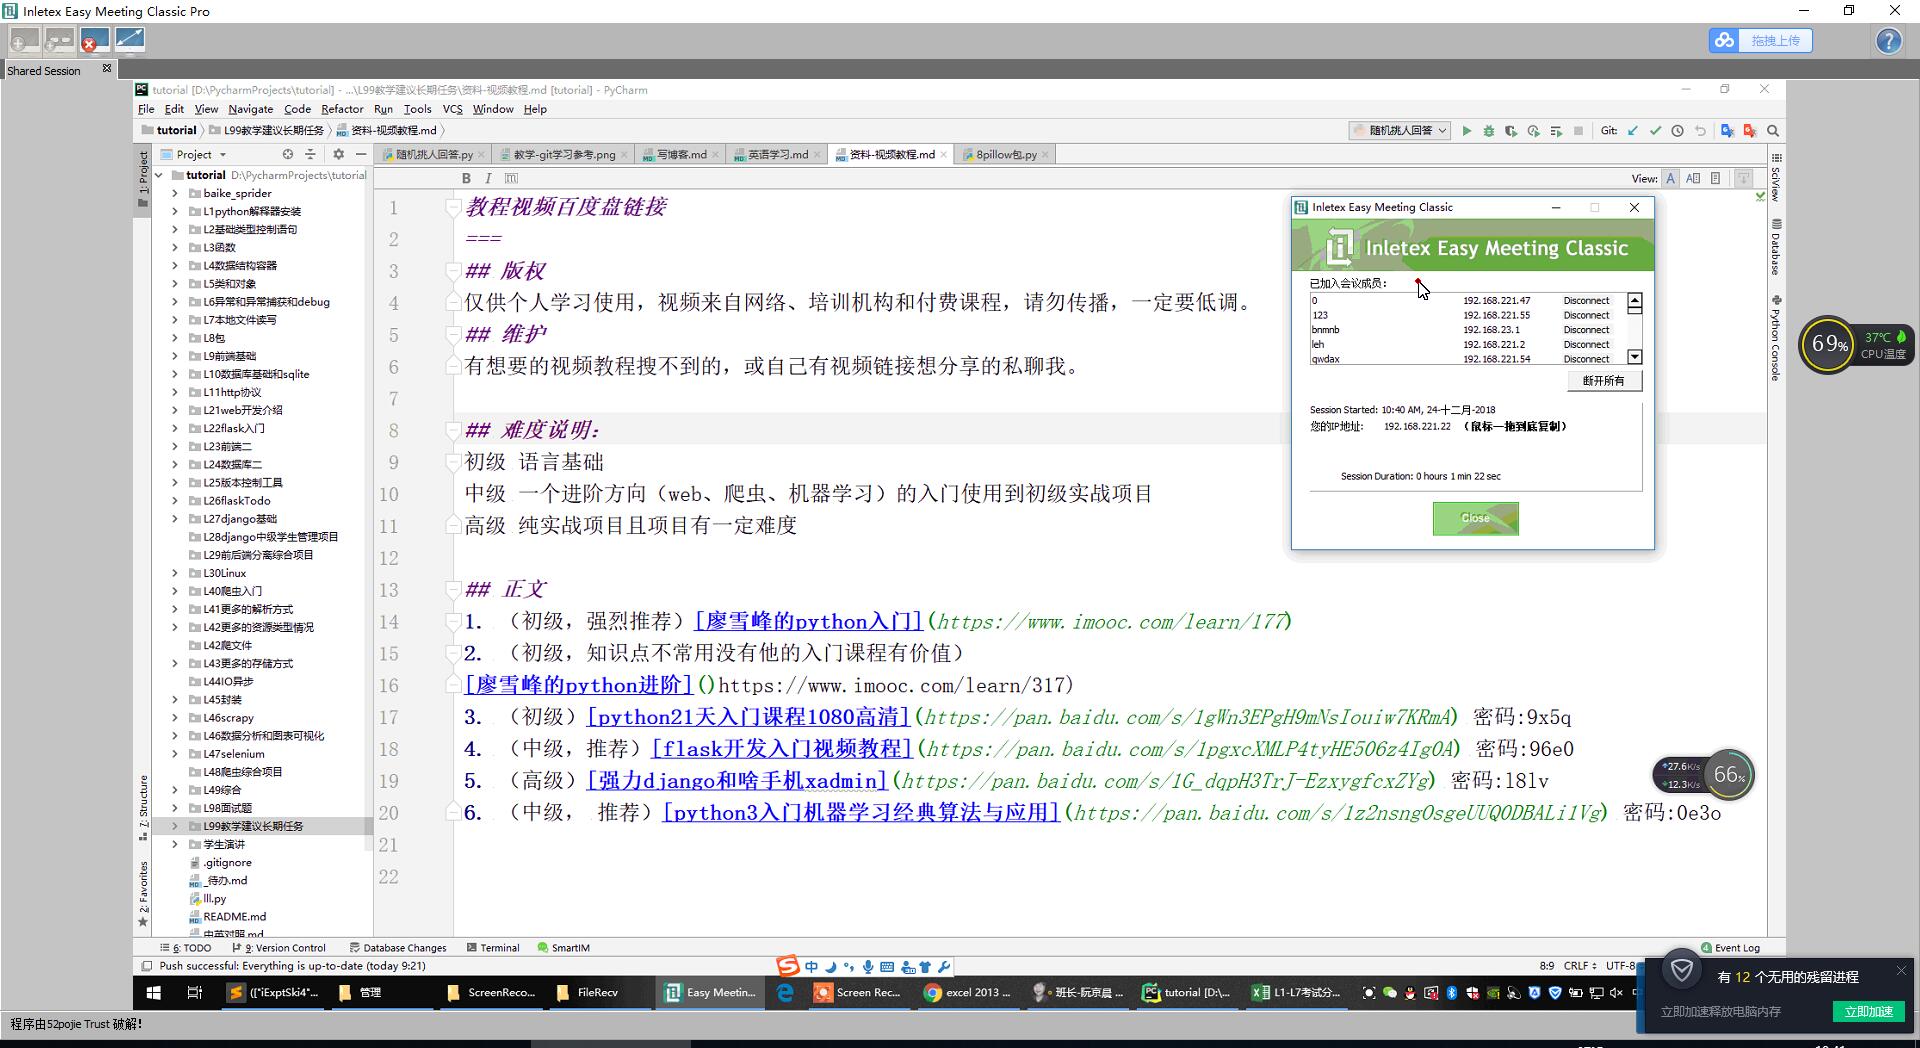 Inletex Easy Meeting Classic Pro
拖拽上传
Shared Session
tutorial [D:\PycharmProjects\tutorial] - ...\L99教学建议长期任务\资料-视频教程.md [tutorial] - PyCharm
File Edit View Navigate Code Refactor Run Tools VCS Window Help
tutorial L99教学建议长期任务 资料-视频教程.md
随机挑人回答 Git:
Project
随机挑人回答.py 教学-git学习参考.png 写博客.md 英语学习.md 资料-视频教程.md 8pillow包.py
B I View: A
1: Project
7: Structure
2: Favorites
SciView
Database
Python Console
tutorial D:\PycharmProjects\tutorial
baike_sprider
L1python解释器安装
L2基础类型控制语句
L3函数
L4数据结构容器
L5类和对象
L6异常和异常捕获和debug
L7本地文件读写
L8包
L9前端基础
L10数据库基础和sqlite
L11http协议
L21web开发介绍
L22flask入门
L23前端二
L24数据库二
L25版本控制工具
L26flaskTodo
L27django基础
L28django中级学生管理项目
L29前后端分离综合项目
L30Linux
L40爬虫入门
L41更多的解析方式
L42更多的资源类型情况
L42爬文件
L43更多的存储方式
L44IO异步
L45封装
L46scrapy
L46数据分析和图表可视化
L47selenium
L48爬虫综合项目
L49综合
L98面试题
L99教学建议长期任务
学生演讲
.gitignore
_待办.md
lll.py
README.md
中英对照.md
1 教程视频百度盘链接
2 ===
3 ## 版权
4 仅供个人学习使用，视频来自网络、培训机构和付费课程，请勿传播，一定要低调。
5 ## 维护
6 有想要的视频教程搜不到的，或自己有视频链接想分享的私聊我。
7
8 ## 难度说明：
9 初级 语言基础
10 中级 一个进阶方向（web、爬虫、机器学习）的入门使用到初级实战项目
11 高级 纯实战项目且项目有一定难度
12
13 ## 正文
14 1. （初级，强烈推荐）[廖雪峰的python入门](https://www.imooc.com/learn/177)
15 2. （初级，知识点不常用没有他的入门课程有价值）
16 [廖雪峰的python进阶]()https://www.imooc.com/learn/317)
17 3. （初级）[python21天入门课程1080高清](https://pan.baidu.com/s/1gWn3EPgH9mNsIouiw7KRmA) 密码:9x5q
18 4. （中级，推荐）[flask开发入门视频教程](https://pan.baidu.com/s/1pgxcXMLP4tyHE506z4IgOA) 密码:96e0
19 5. （高级）[强力django和啥手机xadmin](https://pan.baidu.com/s/1G_dqpH3TrJ-EzxygfcxZYg) 密码:l81v
20 6. （中级， 推荐）[python3入门机器学习经典算法与应用](https://pan.baidu.com/s/1z2nsngOsgeUUQ0DBALi1Vg) 密码:0e3o
21
22
Inletex Easy Meeting Classic
Inletex Easy Meeting Classic
已加入会议成员：
0 192.168.221.47 Disconnect
123 192.168.221.55 Disconnect
bnmnb 192.168.23.1 Disconnect
leh 192.168.221.2 Disconnect
qwdax 192.168.221.54 Disconnect
断开所有
Session Started: 10:40 AM, 24-十二月-2018
您的IP地址: 192.168.221.22 （鼠标一拖到底复制）
Session Duration: 0 hours 1 min 22 sec
Close
69% 37℃
CPU温度
27.6K/s
12.3K/s
66%
6: TODO 9: Version Control Database Changes Terminal SmartIM Event Log
Push successful: Everything is up-to-date (today 9:21) 8:9 CRLF UTF-8
中
(["iExptSki4"... 管理 ScreenReco... FileRecv Easy Meetin... Screen Rec... excel 2013 ... 班长-阮京晨 ... tutorial [D:\... L1-L7考试分...
有 12 个无用的残留进程
立即加速释放电脑内存 立即加速
程序由52pojie Trust 破解!